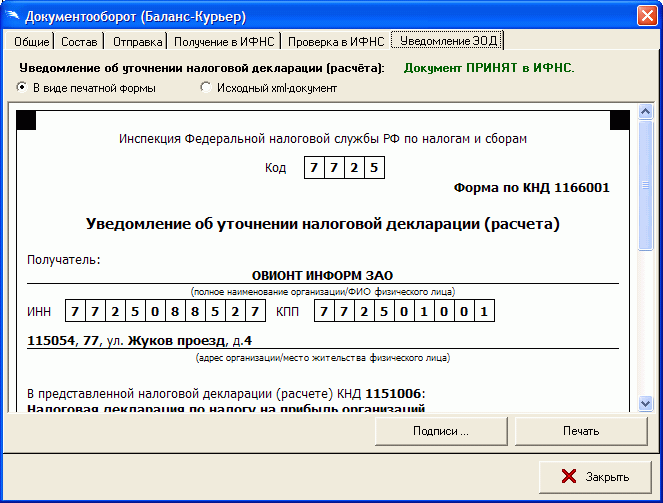 Документооборот (Баланс-Курьер)
Общие Состав Отправка Получение в ИФНС Проверка в ИФНС Уведомление ЭОД
Уведомление об уточнении налоговой декларации (расчёта): Документ ПРИНЯТ в ИФНС.
В виде печатной формы Исходный xml-документ
Инспекция Федеральной налоговой службы РФ по налогам и сборам
Код 7 7 2 5
Форма по КНД 1166001
Уведомление об уточнении налоговой декларации (расчета)
Получатель:
ОВИОНТ ИНФОРМ ЗАО
(полное наименование организации/ФИО физического лица)
ИНН 7 7 2 5 0 8 8 5 2 7 КПП 7 7 2 5 0 1 0 0 1
115054, 77, ул. Жуков проезд, д.4
(адрес организации/место жительства физического лица)
В представленной налоговой декларации (расчете) КНД 1151006:
Налоговая декларация по налогу на прибыль организаций
Подписи ... Печать
Закрыть